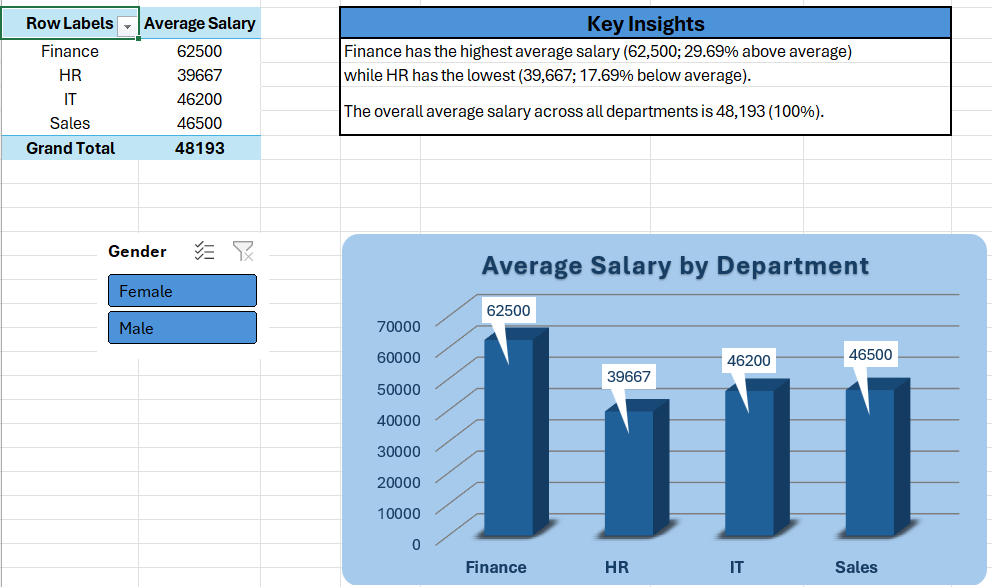 Row Labels Average Salary
Finance 62500
HR 39667
IT 46200
Sales 46500
Grand Total 48193
Key Insights
Finance has the highest average salary (62,500; 29.69% above average)
while HR has the lowest (39,667; 17.69% below average).
The overall average salary across all departments is 48,193 (100%).
Gender
Female
Male
Average Salary by Department
70000
60000
50000
40000
30000
20000
10000
0
62500
39667
46200
46500
Finance HR IT Sales